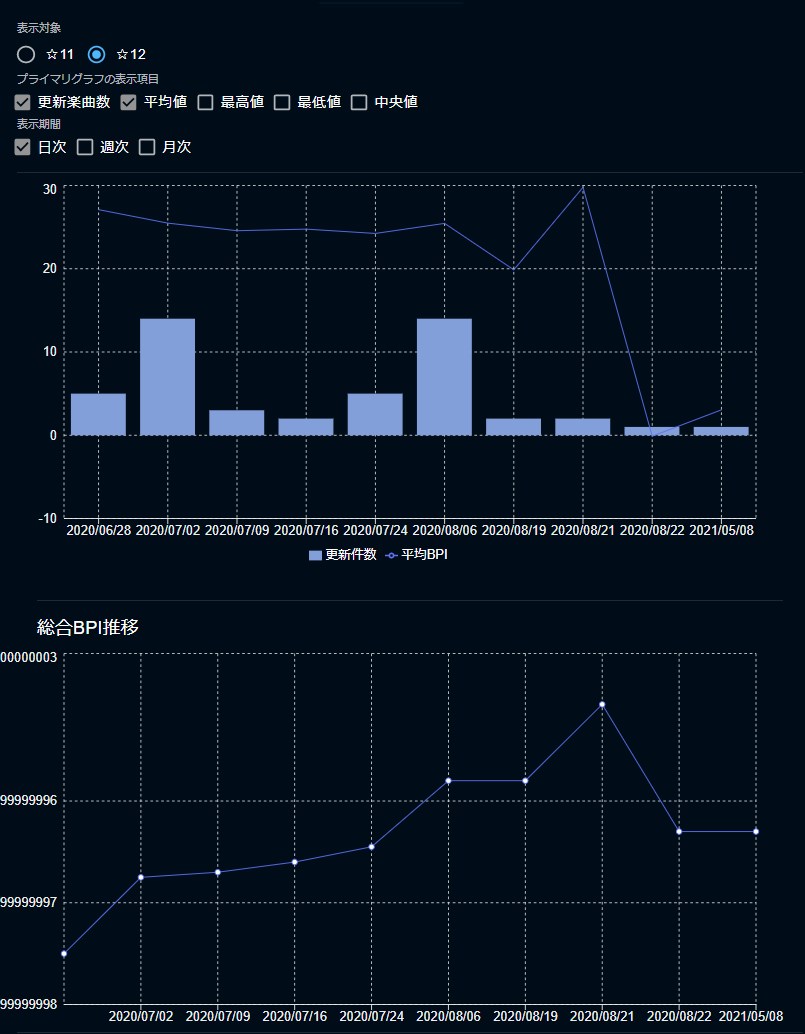 表示対象
☆11 ☆12
プライマリグラフの表示項目
更新楽曲数 平均値 最高値 最低値 中央値
表示期間
日次 週次 月次
30
20
10
0
-10
2020/06/28 2020/07/02 2020/07/09 2020/07/16 2020/07/24 2020/08/06 2020/08/19 2020/08/21 2020/08/22 2021/05/08
更新件数 平均BPI
総合BPI推移
00000003
99999996
99999997
99999998
2020/07/02 2020/07/09 2020/07/16 2020/07/24 2020/08/06 2020/08/19 2020/08/21 2020/08/22 2021/05/08